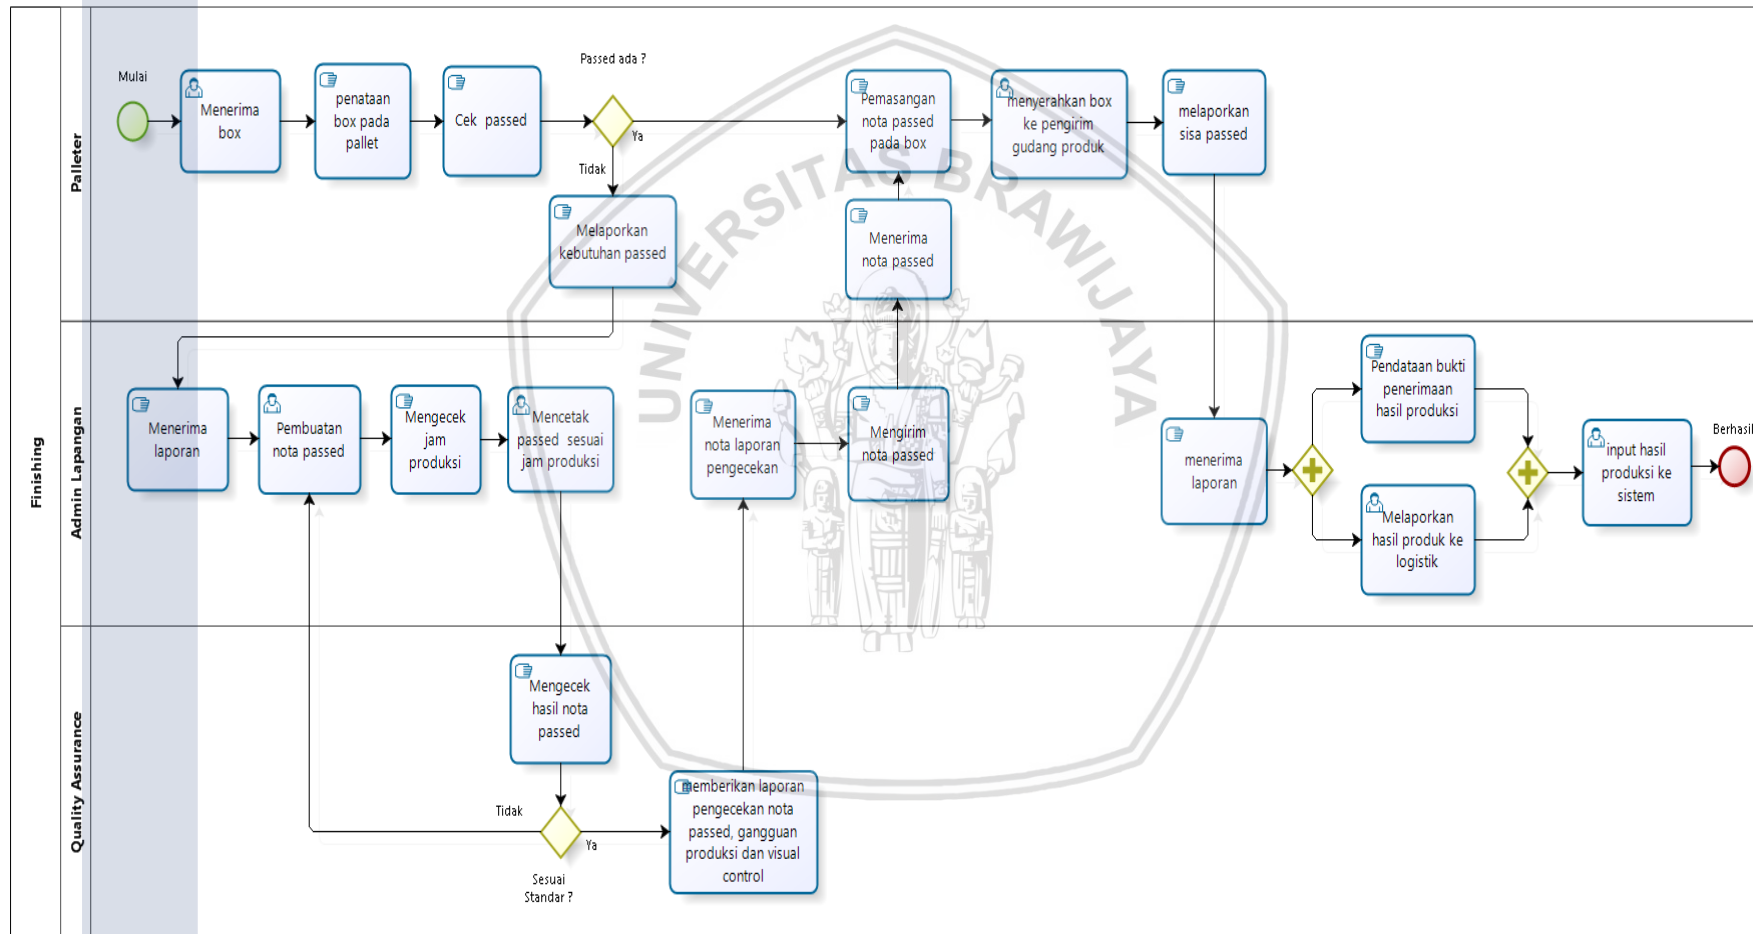 Finishing
Palleter
Mulai
Menerima
box
penataan
box pada
pallet
Cek passed
Passed ada ?
Ya
Tidak
Melaporkan
kebutuhan passed
Pemasangan
nota passed
pada box
menyerahkan box
ke pengirim
gudang produk
melaporkan
sisa passed
Menerima
nota passed
UNIVERSITAS BRAWIJAYA
Admin Lapangan
Menerima
laporan
Pembuatan
nota passed
Mengecek
jam
produksi
Mencetak
passed sesuai
jam produksi
Menerima
nota laporan
pengecekan
Mengirim
nota passed
menerima
laporan
Pendataan bukti
penerimaan
hasil produksi
Melaporkan
hasil produk ke
logistik
input hasil
produksi ke
sistem
Berhasil
Quality Assurance
Mengecek
hasil nota
passed
Tidak
Ya
Sesuai
Standar ?
memberikan laporan
pengecekan nota
passed, gangguan
produksi dan visual
control